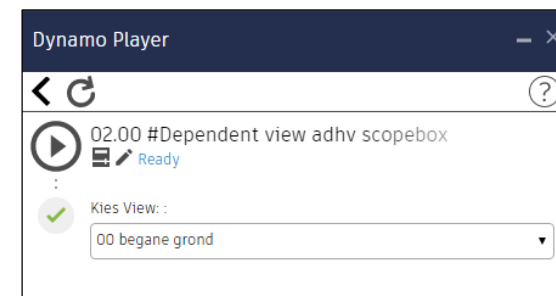 Dynamo Player
?
02.00 #Dependent view adhv scopebox
Ready
Kies View: :
00 begane grond